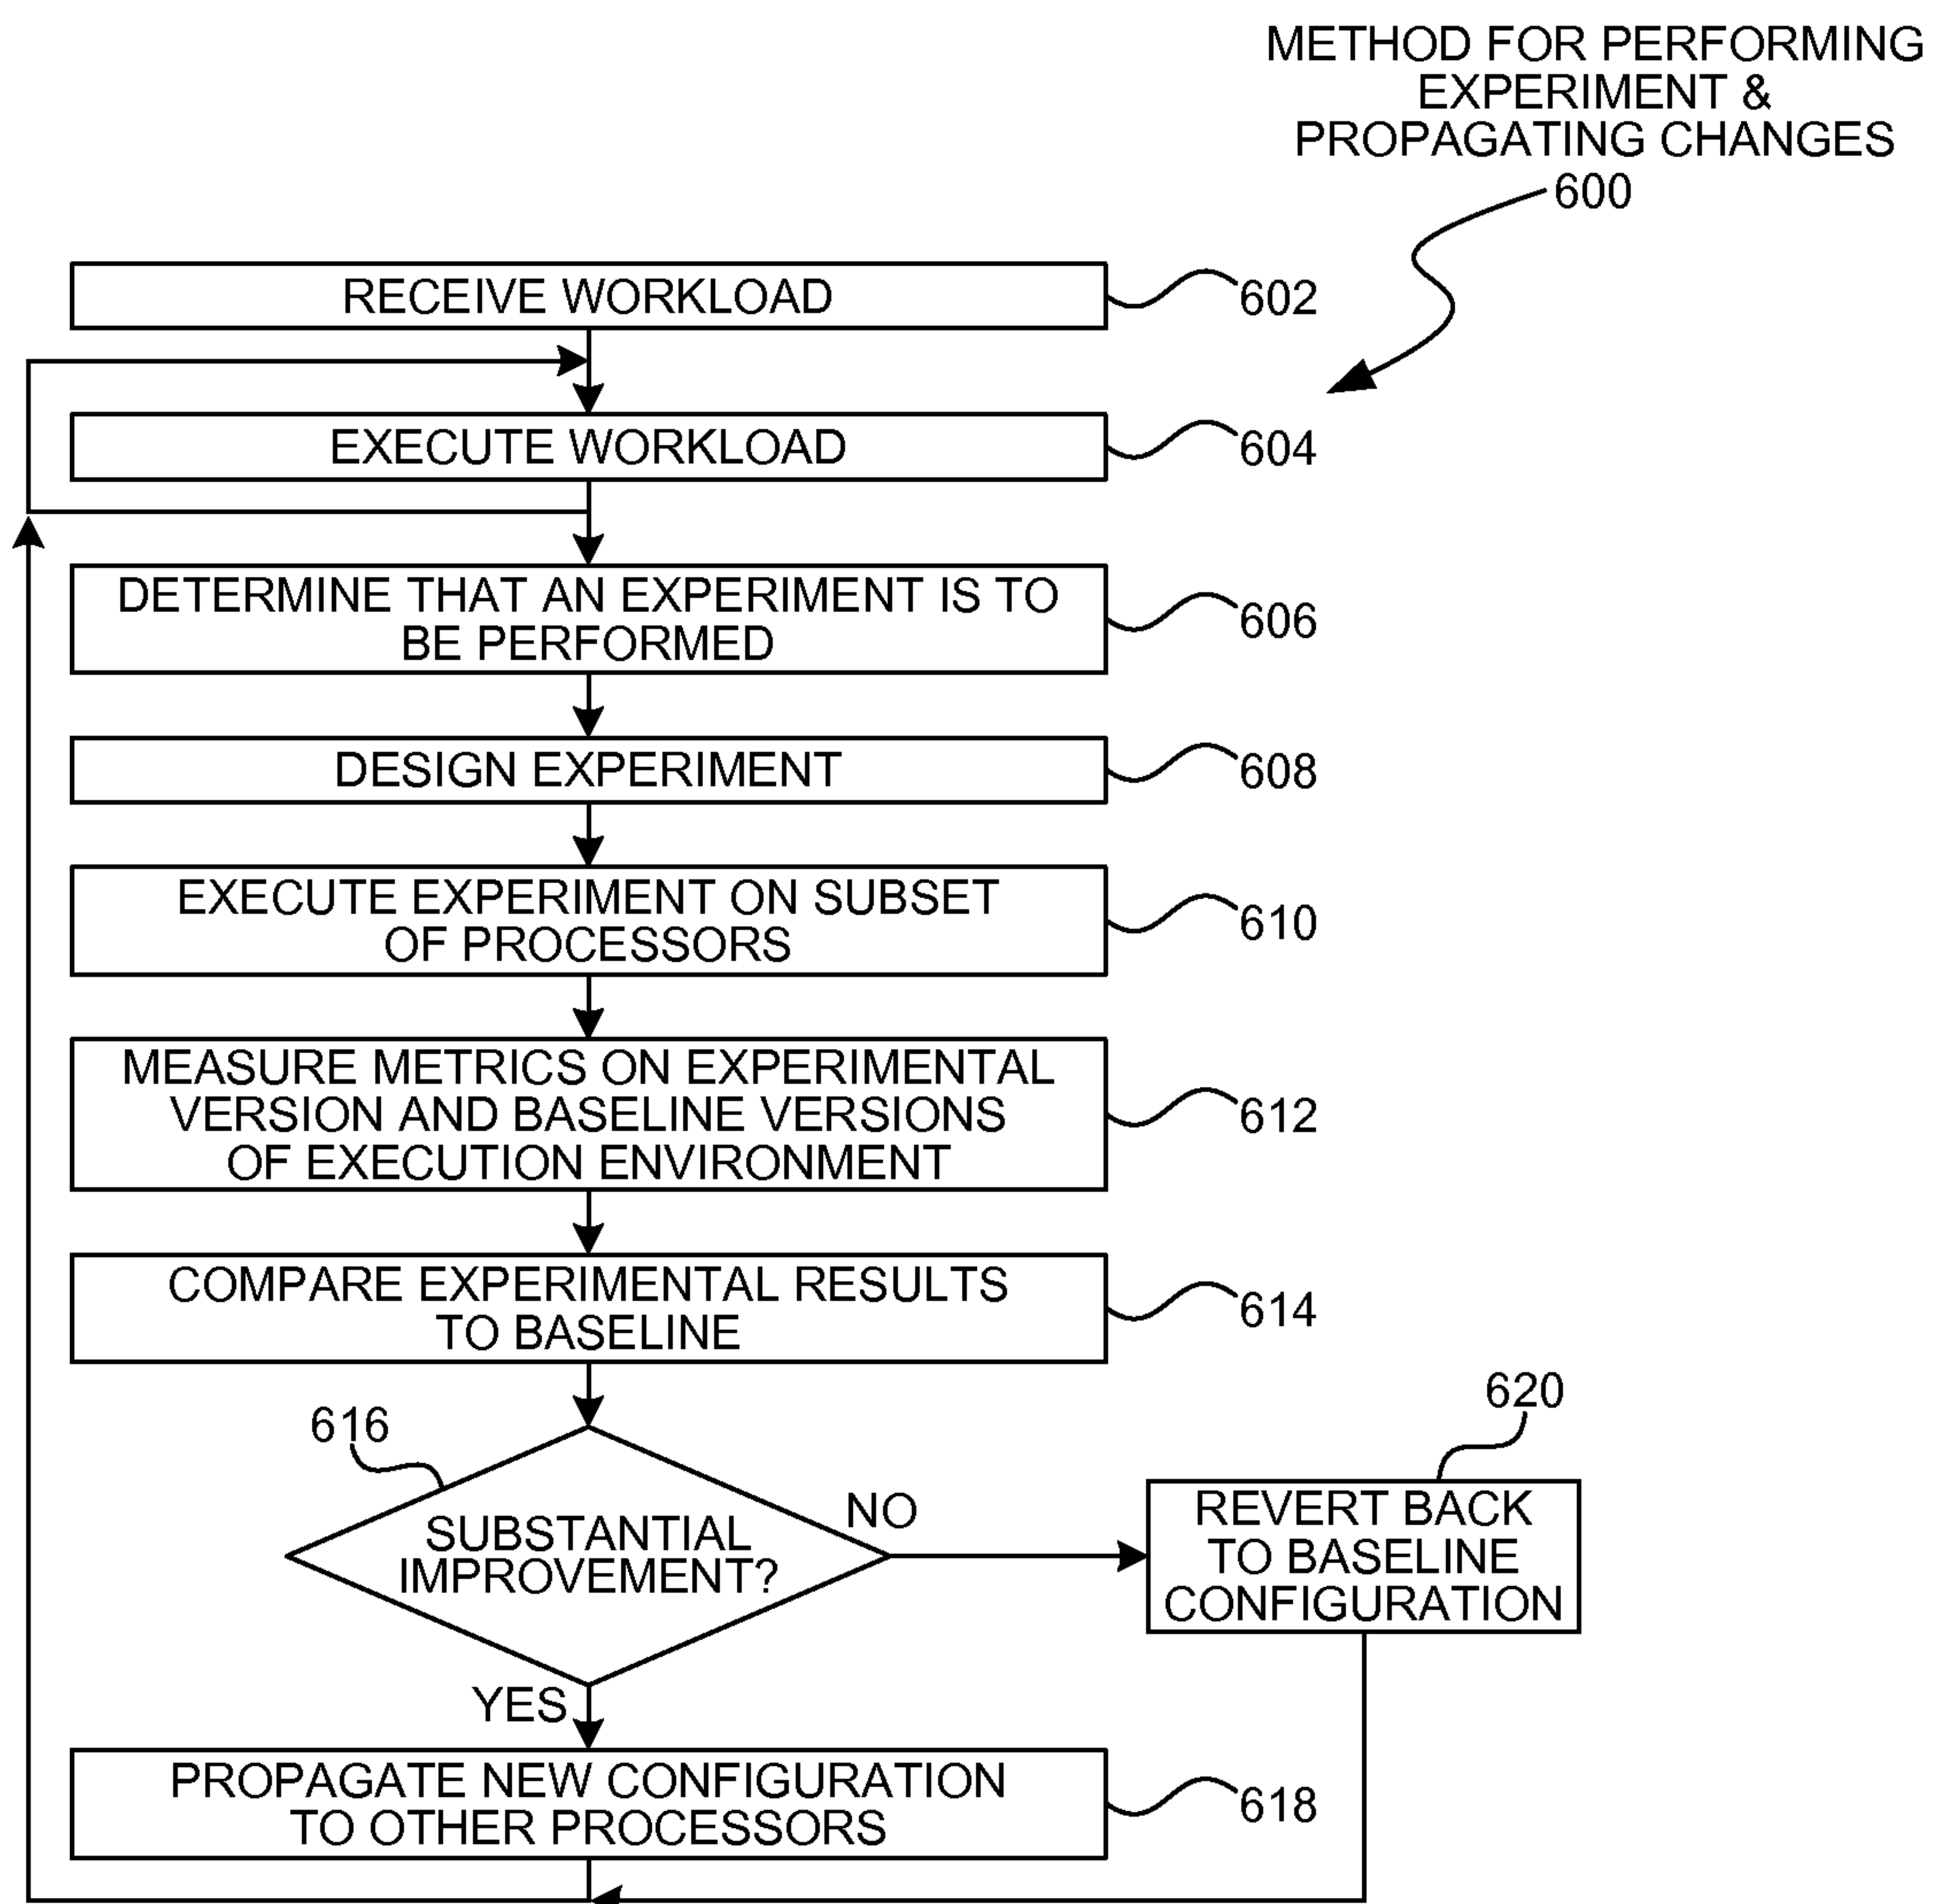 METHOD FOR PERFORMING
EXPERIMENT &
PROPAGATING CHANGES
600
RECEIVE WORKLOAD
602
EXECUTE WORKLOAD
604
DETERMINE THAT AN EXPERIMENT IS TO
BE PERFORMED
606
DESIGN EXPERIMENT
608
EXECUTE EXPERIMENT ON SUBSET
OF PROCESSORS
610
MEASURE METRICS ON EXPERIMENTAL
VERSION AND BASELINE VERSIONS
OF EXECUTION ENVIRONMENT
612
COMPARE EXPERIMENTAL RESULTS
TO BASELINE
614
616
SUBSTANTIAL
IMPROVEMENT?
NO
620
REVERT BACK
TO BASELINE
CONFIGURATION
YES
PROPAGATE NEW CONFIGURATION
TO OTHER PROCESSORS
618